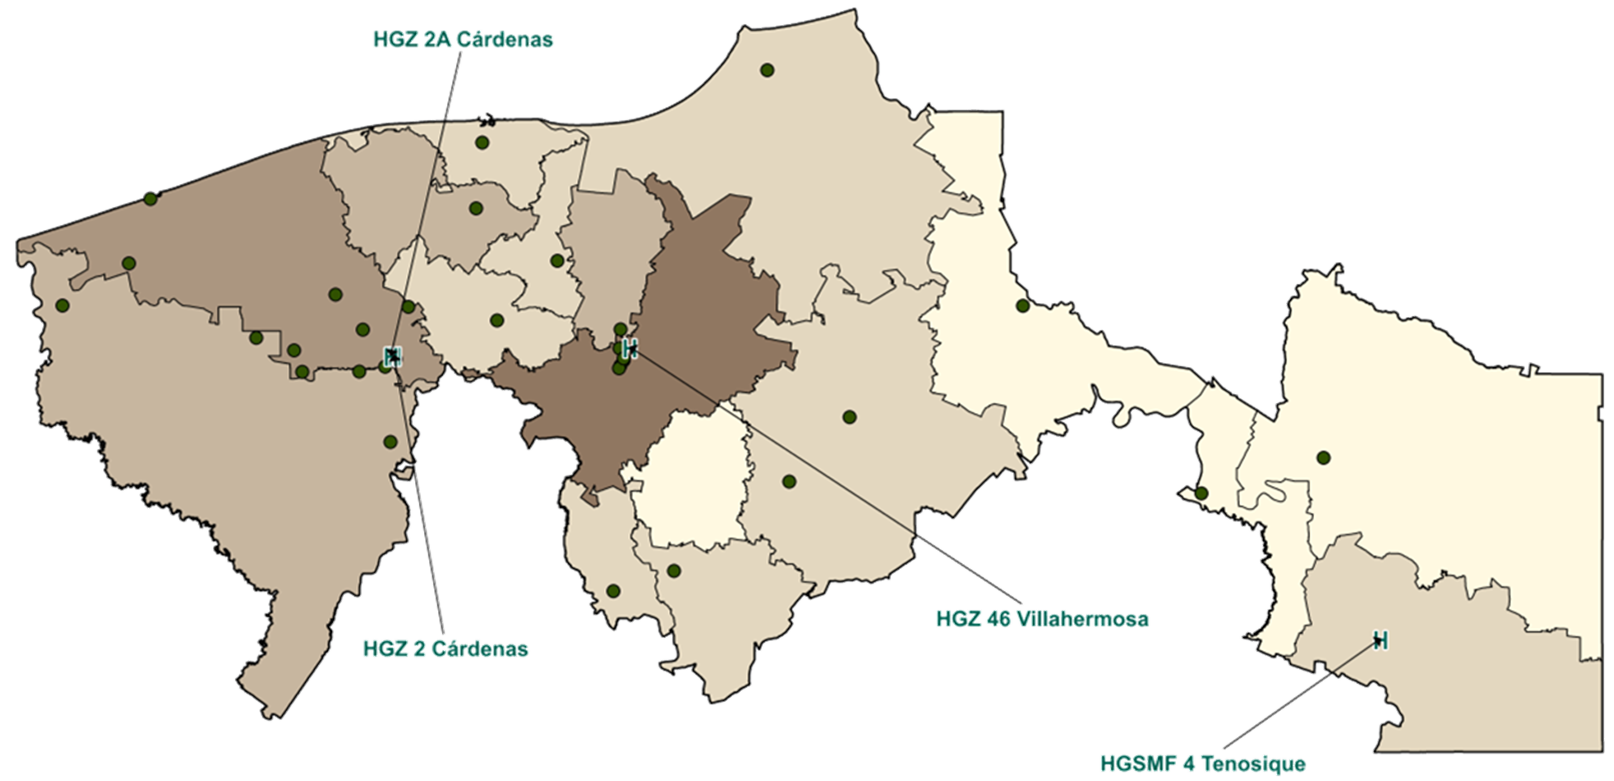 HGZ 2A Cárdenas
H
H
HGZ 46 Villahermosa
H
HGZ 2 Cárdenas
HGSMF 4 Tenosique